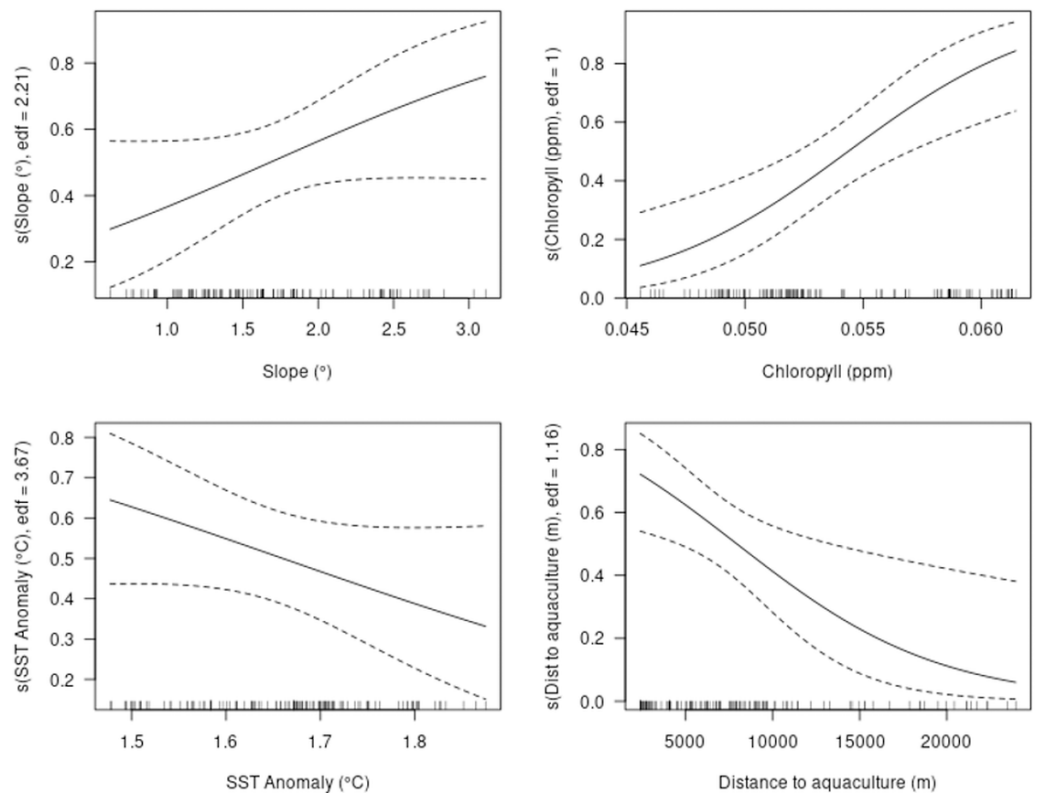 s(Slope (°), edf = 2.21)
0.8
0.6
0.4
0.2
1.0 1.5 2.0 2.5 3.0
Slope (°)
s(Chloropyll (ppm), edf = 1)
0.8
0.6
0.4
0.2
0.0
0.045 0.050 0.055 0.060
Chloropyll (ppm)
s(SST Anomaly (°C), edf = 3.67)
0.8
0.7
0.6
0.5
0.4
0.3
0.2
1.5 1.6 1.7 1.8
SST Anomaly (°C)
s(Dist to aquaculture (m), edf = 1.16)
0.8
0.6
0.4
0.2
0.0
5000 10000 15000 20000
Distance to aquaculture (m)